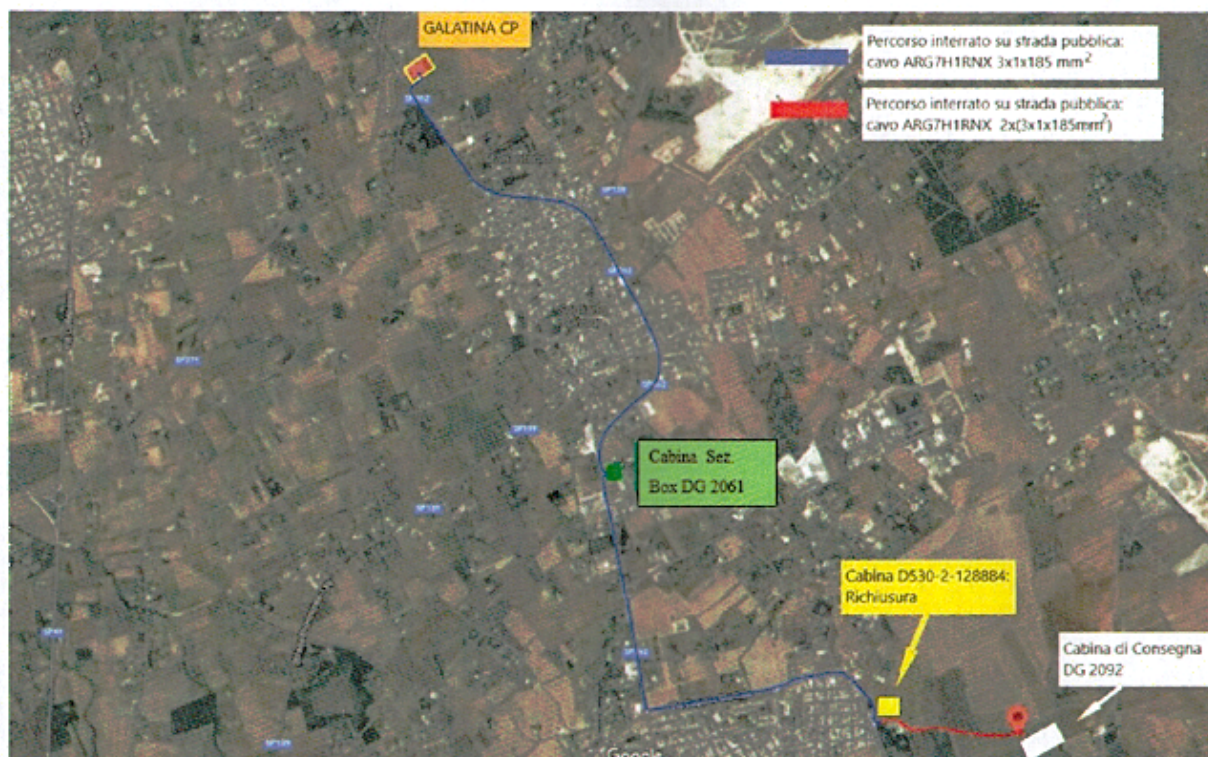 GALATINA CP
Percorso interrato su strada pubblica:
cavo ARG7H1RNX 3x1x185 mm²
Percorso interrato su strada pubblica:
cavo ARG7H1RNX 2x(3x1x185mm²)
Cabina Sez.
Box DG 2061
Cabina D530-2-128884:
Richiusura
Cabina di Consegna
DG 2092
Google